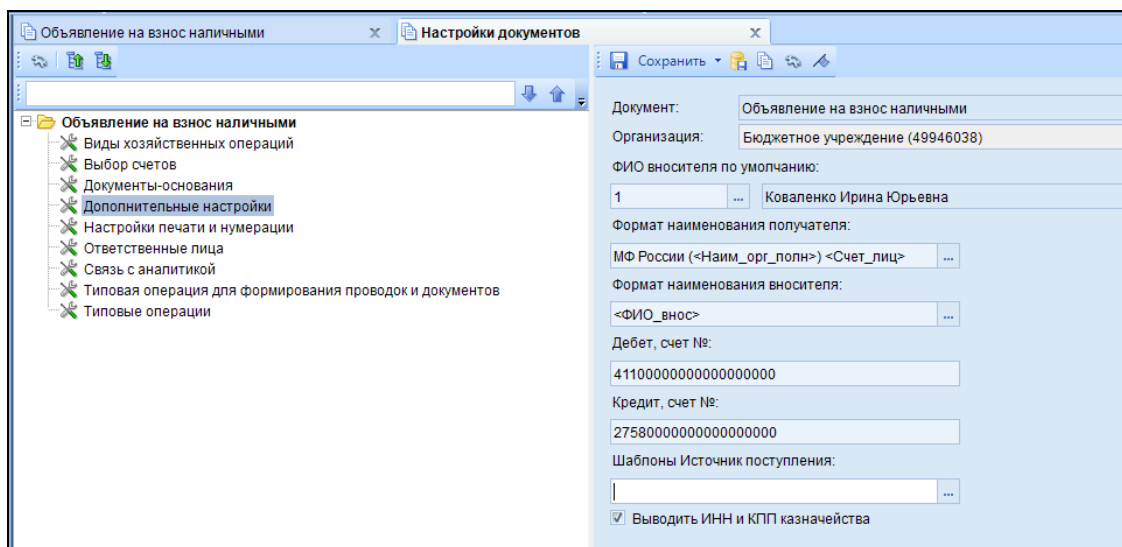 Объявление на взнос наличными x Настройки документов x
Сохранить
Объявление на взнос наличными
Виды хозяйственных операций
Выбор счетов
Документы-основания
Дополнительные настройки
Настройки печати и нумерации
Ответственные лица
Связь с аналитикой
Типовая операция для формирования проводок и документов
Типовые операции
Документ: Объявление на взнос наличными
Организация: Бюджетное учреждение (49946038)
ФИО вносителя по умолчанию:
1 ... Коваленко Ирина Юрьевна
Формат наименования получателя:
МФ России (<Наим_орг_полн>) <Счет_лиц> ...
Формат наименования вносителя:
<ФИО_внос> ...
Дебет, счет №:
41100000000000000000
Кредит, счет №:
27580000000000000000
Шаблоны Источник поступления:
...
Выводить ИНН и КПП казначейства